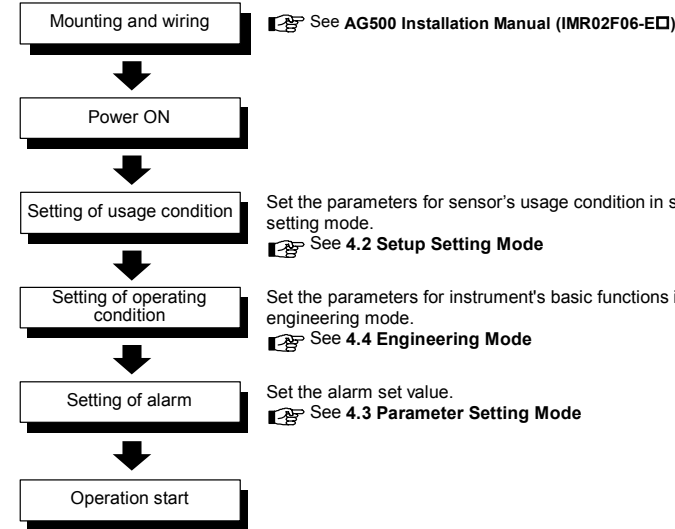 Mounting and wiring
See AG500 Installation Manual (IMR02F06-E□)
Power ON
Setting of usage condition
Set the parameters for sensor's usage condition in
setting mode.
See 4.2 Setup Setting Mode
Setting of operating
condition
Set the parameters for instrument's basic functions
engineering mode.
See 4.4 Engineering Mode
Setting of alarm
Set the alarm set value.
See 4.3 Parameter Setting Mode
Operation start